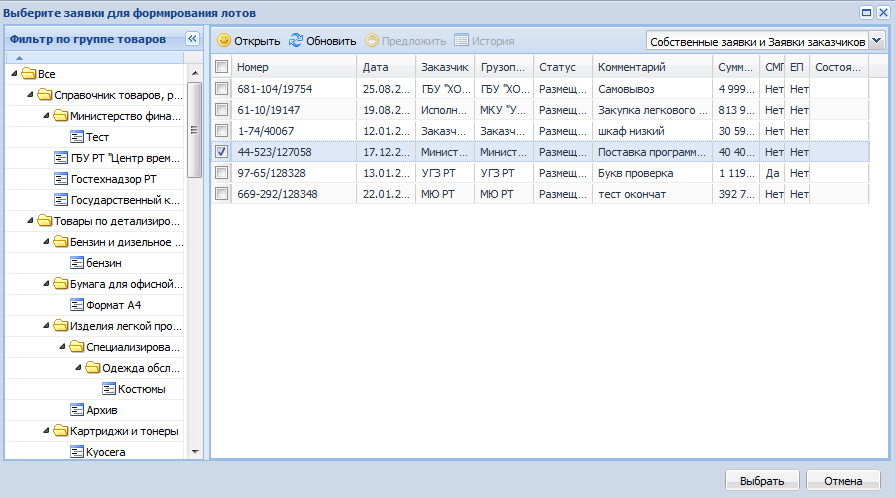 Выберите заявки для формирования лотов
Фильтр по группе товаров
Все
Справочник товаров, р...
Министерство фина...
Тест
ГБУ РТ "Центр врем...
Гостехнадзор РТ
Государственный к...
Товары по детализиро...
Бензин и дизельное ...
бензин
Бумага для офисной...
Формат А4
Изделия легкой про...
Специализирова...
Одежда обсл...
Костюмы
Архив
Картриджи и тонеры
Kyocera
Открыть Обновить Предложить История Собственные заявки и Заявки заказчиков
Номер Дата Заказчик Грузоп... Статус Комментарий Сумм... СМП ЕП Состоя...
681-104/19754 25.08.2... ГБУ "ХО... ГБУ "ХО... Размещ... Самовывоз 4 999... Нет Нет
61-10/19147 19.08.2... Исполн... МКУ "У... Размещ... Закупка легкового ... 813 9... Нет Нет
1-74/40067 12.01.2... Заказч... Заказч... Размещ... шкаф низкий 30 59... Нет Нет
44-523/127058 17.12.2... Минист... Минист... Размещ... Поставка программ... 40 40... Нет Нет
97-65/128328 13.01.2... УГЗ РТ УГЗ РТ Размещ... Букв проверка 1 119... Да Нет
669-292/128348 22.01.2... МЮ РТ МЮ РТ Размещ... тест окончат 392 7... Нет Нет
Выбрать Отмена